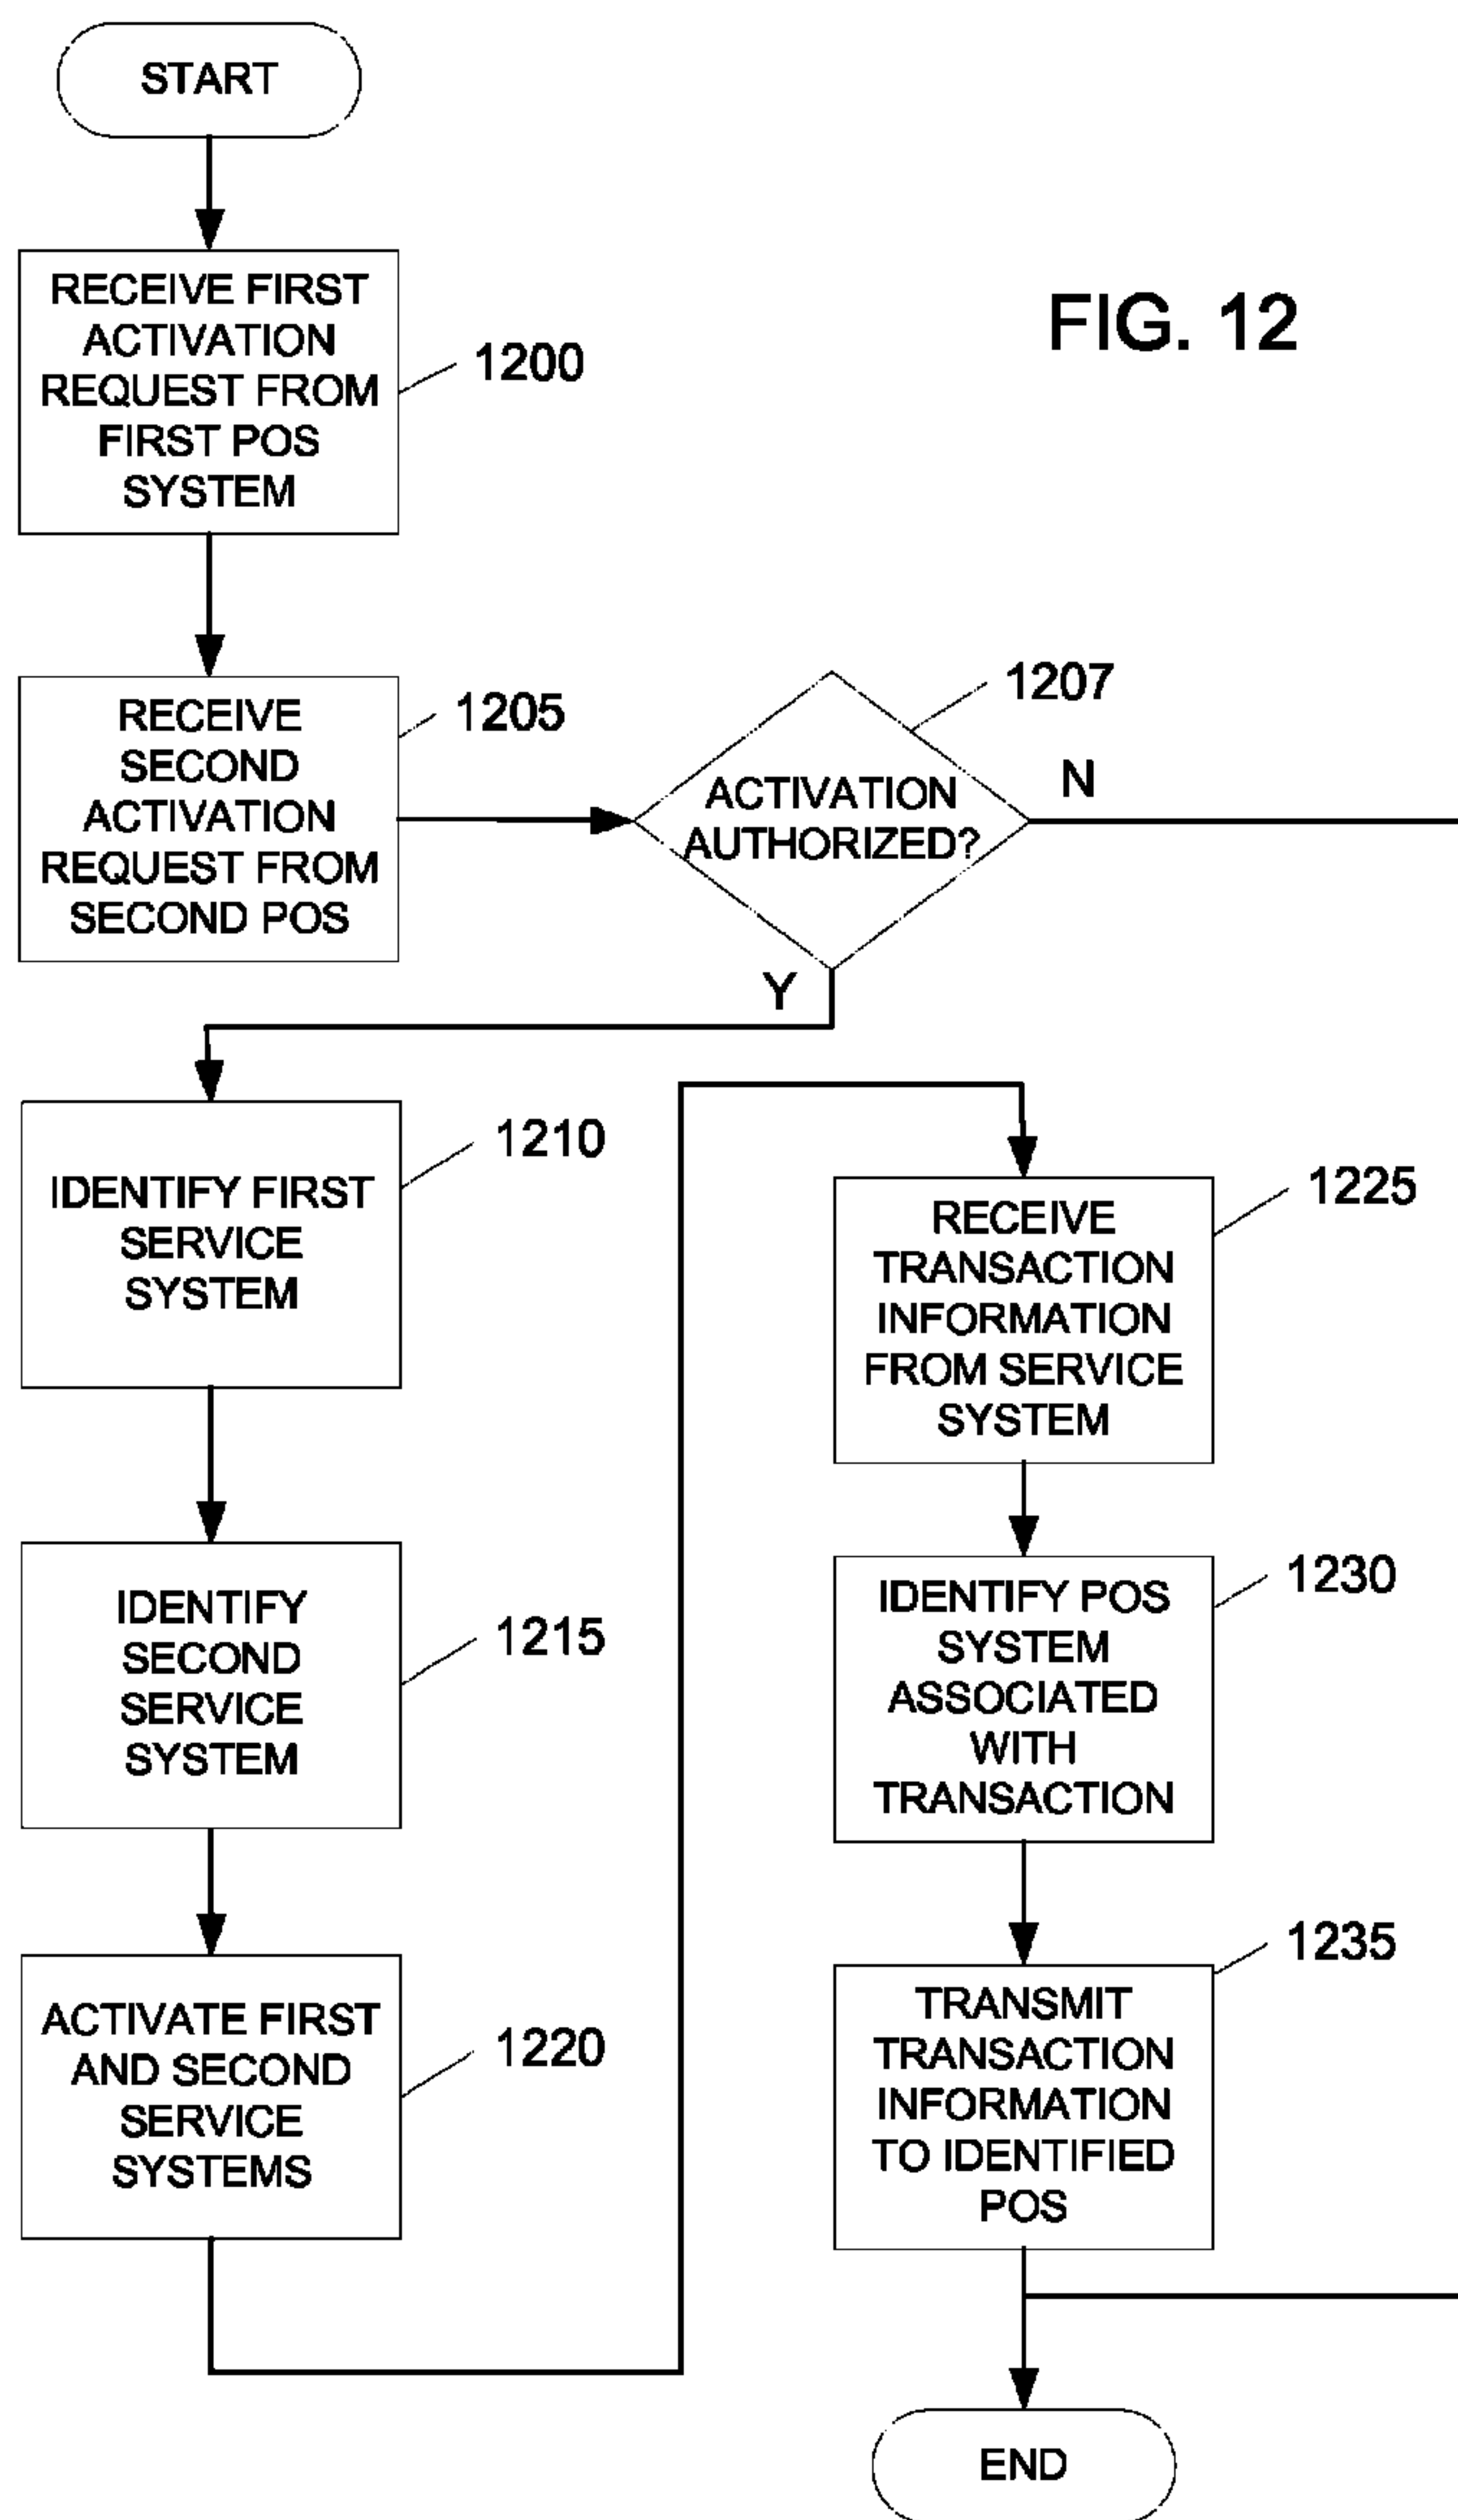 START
RECEIVE FIRST
ACTIVATION
REQUEST FROM
FIRST POS
SYSTEM
1200
FIG. 12
RECEIVE
SECOND
ACTIVATION
REQUEST FROM
SECOND POS
1205
ACTIVATION
AUTHORIZED?
1207
N
Y
IDENTIFY FIRST
SERVICE
SYSTEM
1210
IDENTIFY
SECOND
SERVICE
SYSTEM
1215
ACTIVATE FIRST
AND SECOND
SERVICE
SYSTEMS
1220
RECEIVE
TRANSACTION
INFORMATION
FROM SERVICE
SYSTEM
1225
IDENTIFY POS
SYSTEM
ASSOCIATED
WITH
TRANSACTION
1230
TRANSMIT
TRANSACTION
INFORMATION
TO IDENTIFIED
POS
1235
END